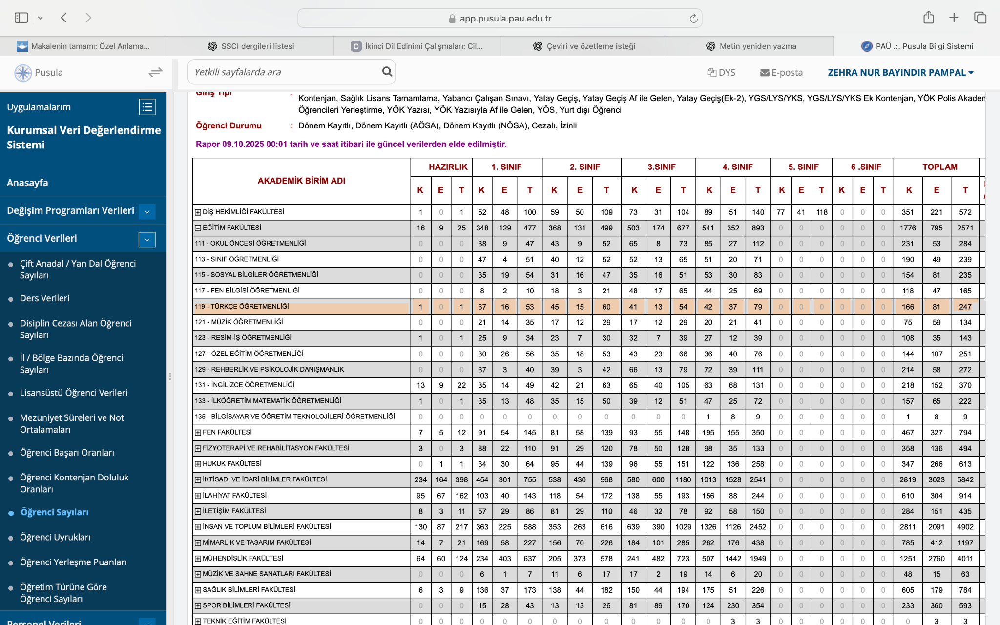 app.pusula.pau.edu.tr
Makalenin tamamı: Özel Anlama...
SSCI dergileri listesi
C İkinci Dil Edinimi Çalışmaları: Cil...
Çeviri ve özetleme isteği
Metin yeniden yazma
PAÜ .:. Pusula Bilgi Sistemi
Pusula
Yetkili sayfalarda ara
DYS
E-posta
ZEHRA NUR BAYINDIR PAMPAL
Uygulamalarım
Kurumsal Veri Değerlendirme
Sistemi
Anasayfa
Değişim Programları Verileri
Öğrenci Verileri
Çift Anadal / Yan Dal Öğrenci
Sayıları
Ders Verileri
Disiplin Cezası Alan Öğrenci
Sayıları
İl / Bölge Bazında Öğrenci
Sayıları
Lisansüstü Öğrenci Verileri
Mezuniyet Süreleri ve Not
Ortalamaları
Öğrenci Başarı Oranları
Öğrenci Kontenjan Doluluk
Oranları
Öğrenci Sayıları
Öğrenci Uyrukları
Öğrenci Yerleşme Puanları
Öğretim Türüne Göre
Öğrenci Sayıları
Personel Verileri
Giriş Tipi :
Kontenjan, Sağlık Lisans Tamamlama, Yabancı Çalışan Sınavı, Yatay Geçiş, Yatay Geçiş Af ile Gelen, Yatay Geçiş(Ek-2), YGS/LYS/YKS, YGS/LYS/YKS Ek Kontenjan, YÖK Polis Akadem
Öğrencileri Yerleştirme, YÖK Yazısı, YÖK Yazısıyla Af ile Gelen, YÖS, Yurt dışı Öğrenci
Öğrenci Durumu : Dönem Kayıtlı, Dönem Kayıtlı (AÖSA), Dönem Kayıtlı (NÖSA), Cezalı, İzinli
Rapor 09.10.2025 00:01 tarih ve saat itibari ile güncel verilerden elde edilmiştir.
AKADEMİK BİRİM ADI HAZIRLIK 1. SINIF 2. SINIF 3.SINIF 4. SINIF 5. SINIF 6 .SINIF TOPLAM
K E T K E T K E T K E T K E T K E T K E T K E T
DİŞ HEKİMLİĞİ FAKÜLTESİ 1 0 1 52 48 100 59 50 109 73 31 104 89 51 140 77 41 118 0 0 0 351 221 572
EĞİTİM FAKÜLTESİ 16 9 25 348 129 477 368 131 499 503 174 677 541 352 893 0 0 0 0 0 0 1776 795 2571
111 - OKUL ÖNCESİ ÖĞRETMENLİĞİ 0 0 0 38 9 47 43 9 52 65 8 73 85 27 112 0 0 0 0 0 0 231 53 284
113 - SINIF ÖĞRETMENLİĞİ 0 0 0 47 4 51 40 12 52 52 13 65 51 20 71 0 0 0 0 0 0 190 49 239
115 - SOSYAL BİLGİLER ÖĞRETMENLİĞİ 0 0 0 35 19 54 31 16 47 35 16 51 53 30 83 0 0 0 0 0 0 154 81 235
117 - FEN BİLGİSİ ÖĞRETMENLİĞİ 0 0 0 8 2 10 18 3 21 48 17 65 44 25 69 0 0 0 0 0 0 118 47 165
119 - TÜRKÇE ÖĞRETMENLİĞİ 1 0 1 37 16 53 45 15 60 41 13 54 42 37 79 0 0 0 0 0 0 166 81 247
121 - MÜZİK ÖĞRETMENLİĞİ 0 0 0 21 14 35 17 12 29 17 12 29 20 21 41 0 0 0 0 0 0 75 59 134
123 - RESİM-İŞ ÖĞRETMENLİĞİ 1 0 1 25 9 34 23 7 30 32 7 39 27 12 39 0 0 0 0 0 0 108 35 143
127 - ÖZEL EĞİTİM ÖĞRETMENLİĞİ 0 0 0 30 26 56 35 18 53 43 23 66 36 40 76 0 0 0 0 0 0 144 107 251
129 - REHBERLİK VE PSİKOLOJİK DANIŞMANLIK 0 0 0 37 3 40 39 3 42 66 13 79 72 39 111 0 0 0 0 0 0 214 58 272
131 - İNGİLİZCE ÖĞRETMENLİĞİ 13 9 22 35 14 49 42 21 63 65 40 105 63 68 131 0 0 0 0 0 0 218 152 370
133 - İLKÖĞRETİM MATEMATİK ÖĞRETMENLİĞİ 1 0 1 35 13 48 35 15 50 39 12 51 47 25 72 0 0 0 0 0 0 157 65 222
135 - BİLGİSAYAR VE ÖĞRETİM TEKNOLOJİLERİ ÖĞRETMENLİĞİ 0 0 0 0 0 0 0 0 0 0 0 0 1 8 9 0 0 0 0 0 0 1 8 9
FEN FAKÜLTESİ 7 5 12 91 54 145 81 58 139 93 55 148 195 155 350 0 0 0 0 0 0 467 327 794
FİZYOTERAPİ VE REHABİLİTASYON FAKÜLTESİ 3 0 3 88 22 110 91 29 120 78 50 128 98 35 133 0 0 0 0 0 0 358 136 494
HUKUK FAKÜLTESİ 0 1 1 34 30 64 95 44 139 96 55 151 122 136 258 0 0 0 0 0 0 347 266 613
İKTİSADİ VE İDARİ BİLİMLER FAKÜLTESİ 234 164 398 454 301 755 538 430 968 580 600 1180 1013 1528 2541 0 0 0 0 0 0 2819 3023 5842
İLAHİYAT FAKÜLTESİ 95 67 162 103 40 143 118 54 172 138 55 193 156 88 244 0 0 0 0 0 0 610 304 914
İLETİŞİM FAKÜLTESİ 8 3 11 57 29 86 81 29 110 46 32 78 92 58 150 0 0 0 0 0 0 284 151 435
İNSAN VE TOPLUM BİLİMLERİ FAKÜLTESİ 130 87 217 363 225 588 353 263 616 639 390 1029 1326 1126 2452 0 0 0 0 0 0 2811 2091 4902
MİMARLIK VE TASARIM FAKÜLTESİ 14 7 21 169 58 227 156 70 226 184 101 285 262 176 438 0 0 0 0 0 0 785 412 1197
MÜHENDİSLİK FAKÜLTESİ 64 60 124 234 403 637 205 373 578 241 482 723 507 1442 1949 0 0 0 0 0 0 1251 2760 4011
MÜZİK VE SAHNE SANATLARI FAKÜLTESİ 0 0 0 6 1 7 11 6 17 17 2 19 14 6 20 0 0 0 0 0 0 48 15 63
SAĞLIK BİLİMLERİ FAKÜLTESİ 6 3 9 136 37 173 138 44 182 150 44 194 175 51 226 0 0 0 0 0 0 605 179 784
SPOR BİLİMLERİ FAKÜLTESİ 0 0 0 15 28 43 13 13 26 81 89 170 124 230 354 0 0 0 0 0 0 233 360 593
TEKNİK EĞİTİM FAKÜLTESİ 0 0 0 0 0 0 0 0 0 0 0 0 0 3 3 0 0 0 0 0 0 0 3 3